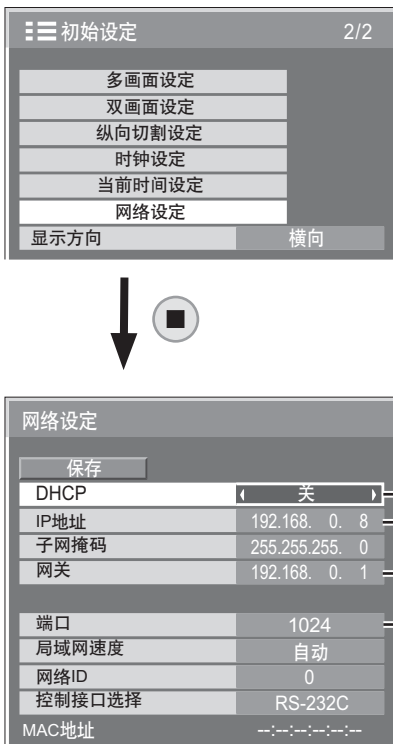 初始设定 2/2
多画面设定
双画面设定
纵向切割设定
时钟设定
当前时间设定
网络设定
显示方向 横向
网络设定
保存
DHCP 关
IP地址 192.168. 0. 8
子网掩码 255.255.255. 0
网关 192.168. 0. 1
端口 1024
局域网速度 自动
网络ID 0
控制接口选择 RS-232C
MAC地址 --:--:--:--:--:--